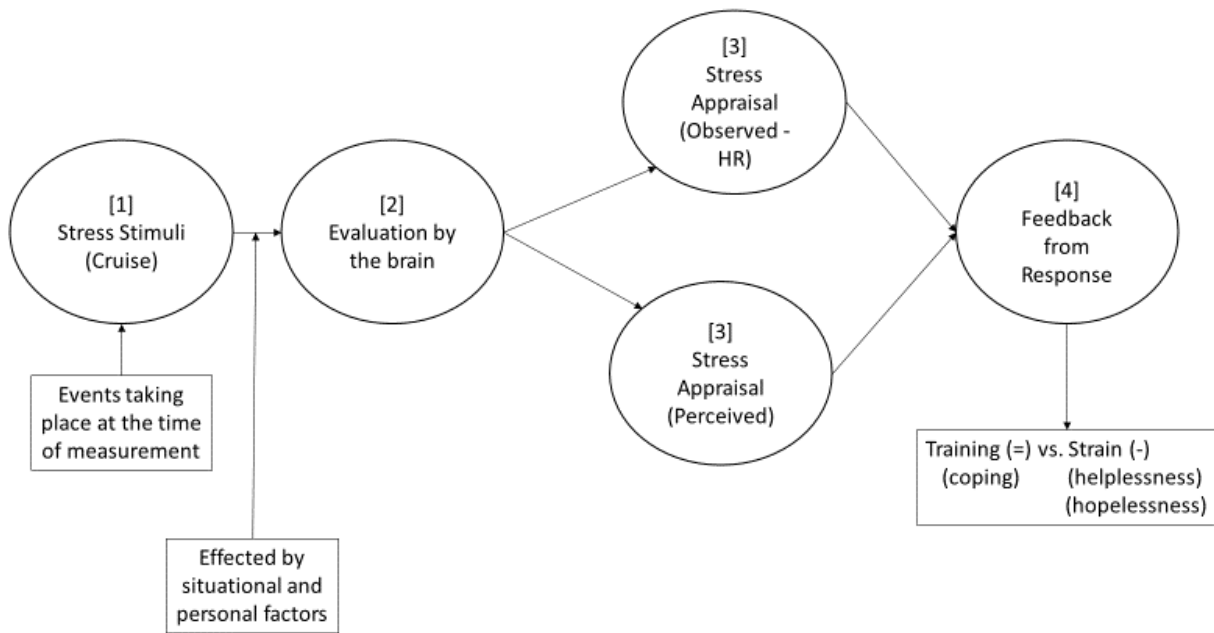 [1]
Stress Stimuli
(Cruise)
Events taking
place at the time
of measurement
Effected by
situational and
personal factors
[2]
Evaluation by
the brain
[3]
Stress
Appraisal
(Observed -
HR)
[3]
Stress
Appraisal
(Perceived)
[4]
Feedback
from
Response
Training (=) vs. Strain (-)
(coping) (helplessness)
(hopelessness)